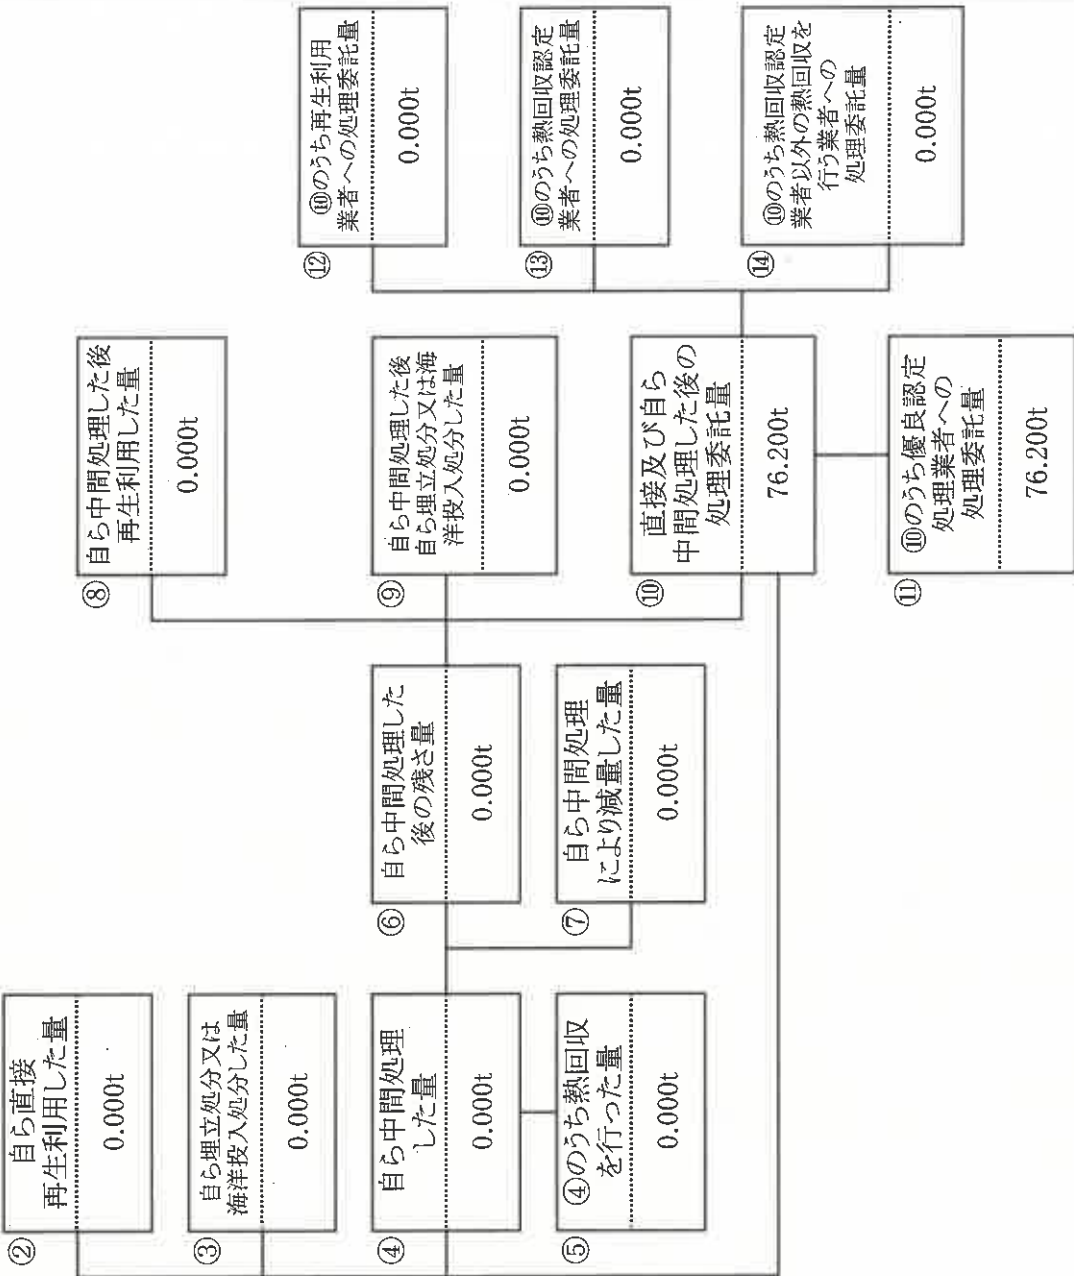 ②
自ら直接
再生利用した量
0.000t
③
自ら埋立処分又は
海洋投入処分した量
0.000t
④
自ら中間処理
した量
0.000t
⑤
④のうち熱回収
を行った量
0.000t
⑥
自ら中間処理した
後の残さ量
0.000t
⑦
自ら中間処理
により減量した量
0.000t
⑧
自ら中間処理した後
再生利用した量
0.000t
⑨
自ら中間処理した後
自ら埋立処分又は海
洋投入処分した量
0.000t
⑩
直接及び自ら
中間処理した後の
処理委託量
76.200t
⑪
⑩のうち優良認定
処理業者への
処理委託量
76.200t
⑫
⑩のうち再生利用
業者への処理委託量
0.000t
⑬
⑩のうち熱回収認定
業者への処理委託量
0.000t
⑭
⑩のうち熱回収認定
業者以外の熱回収を
行う業者への
処理委託量
0.000t